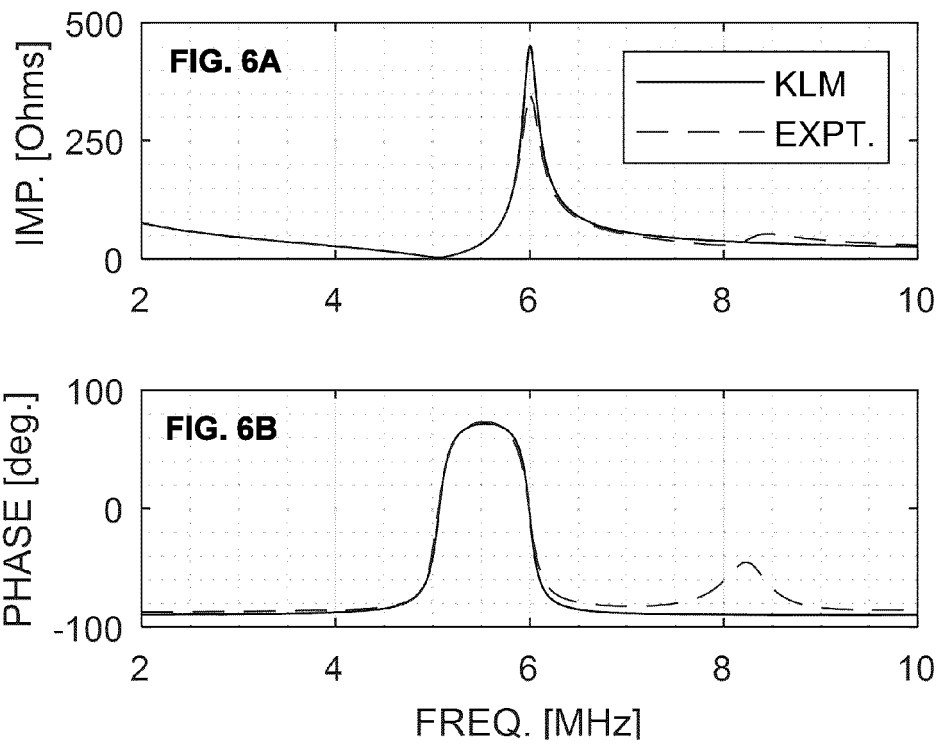 500
FIG. 6A
KLM
EXPT.
250
IMP. [Ohms]
0
2 4 6 8 10
100
FIG. 6B
0
PHASE [deg.]
-100
2 4 6 8 10
FREQ. [MHz]